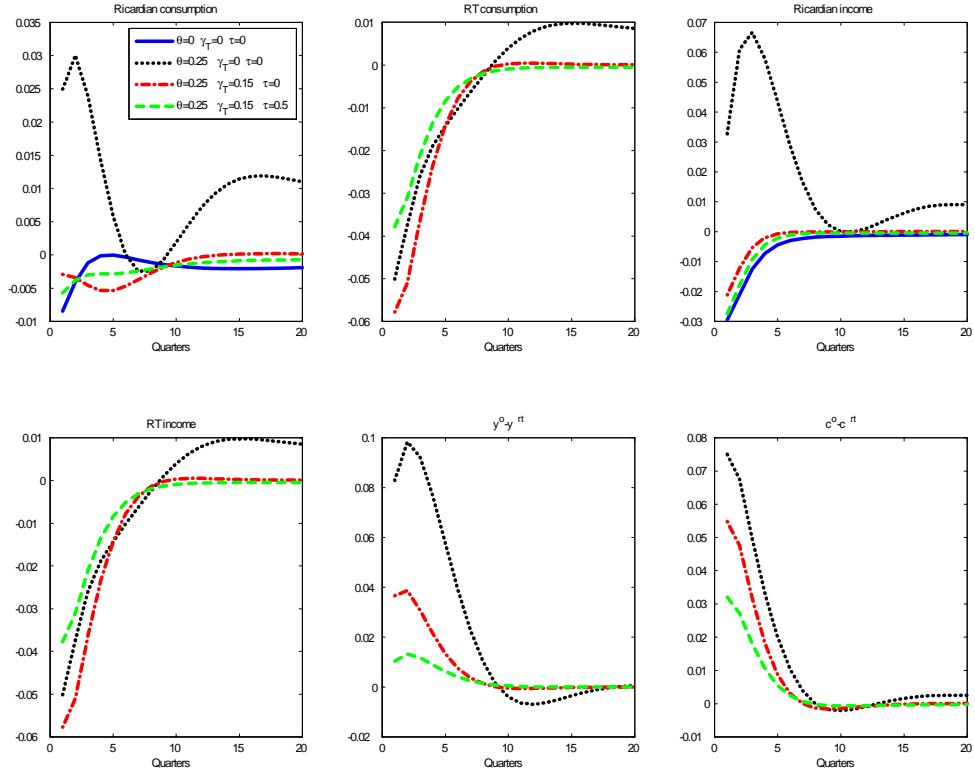 Ricardian consumption
0.035
0.03
0.025
0.02
0.015
0.01
0.005
0
-0.005
-0.01
0 5 10 15 20
Quarters
θ=0 γT=0 τ=0
θ=0.25 γT=0 τ=0
θ=0.25 γT=0.15 τ=0
θ=0.25 γT=0.15 τ=0.5
RT consumption
0.01
0
-0.01
-0.02
-0.03
-0.04
-0.05
-0.06
0 5 10 15 20
Quarters
Ricardian income
0.07
0.06
0.05
0.04
0.03
0.02
0.01
0
-0.01
-0.02
-0.03
0 5 10 15 20
Quarters
RT income
0.01
0
-0.01
-0.02
-0.03
-0.04
-0.05
-0.06
0 5 10 15 20
Quarters
y^o-y^rt
0.1
0.08
0.06
0.04
0.02
0
-0.02
0 5 10 15 20
Quarters
c^o-c^rt
0.08
0.07
0.06
0.05
0.04
0.03
0.02
0.01
0
-0.01
0 5 10 15 20
Quarters